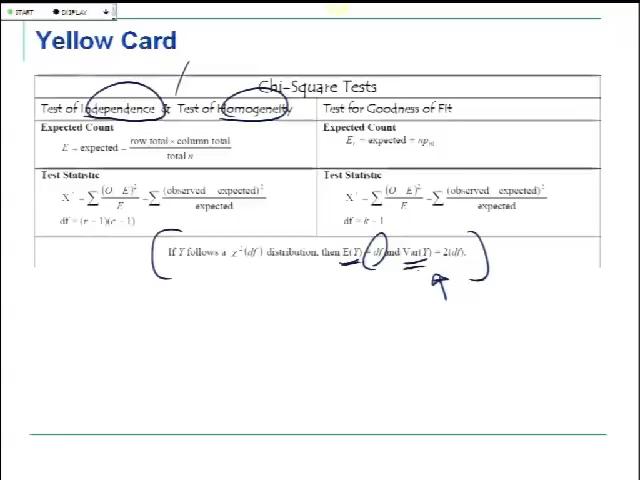 START DISPLAY
Yellow Card
Chi-Square Tests
Test of Independence & Test of Homogeneity
Test for Goodness of Fit
Expected Count
E = expected = row total × column total / total n
Expected Count
E_i = expected = np_i0
Test Statistic
X² = Σ (O − E)² / E = Σ (observed − expected)² / expected
df = (r − 1)(c − 1)
Test Statistic
X² = Σ (O − E)² / E = Σ (observed − expected)² / expected
df = k − 1
If Y follows a χ²(df) distribution, then E(Y) = df and Var(Y) = 2(df).